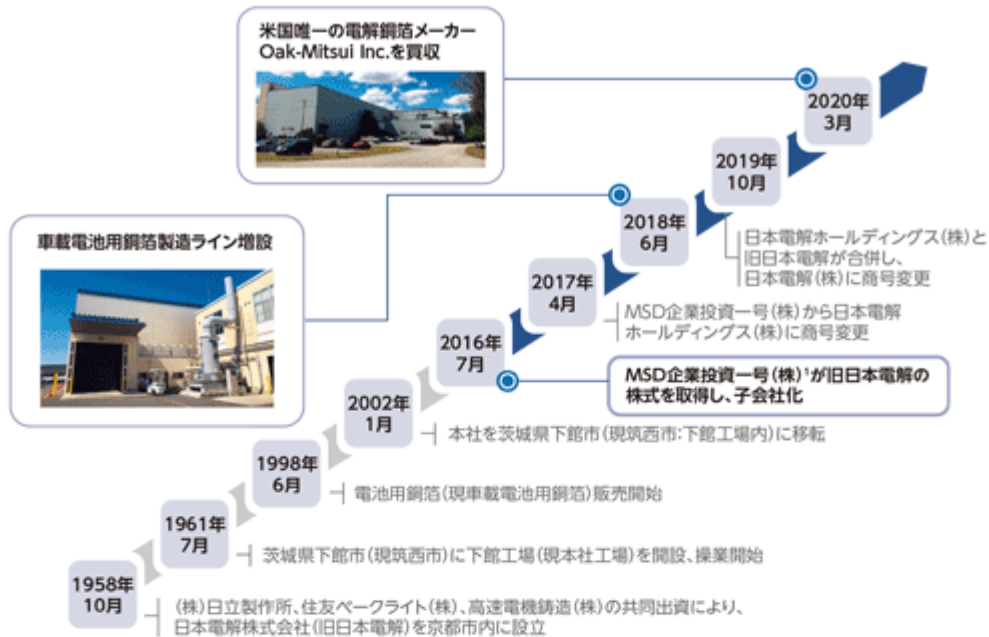 米国唯一の電解銅箔メーカー
Oak-Mitsui Inc.を買収
2020年
3月
2019年
10月
日本電解ホールディングス(株)と
旧日本電解が合併し、
日本電解(株)に商号変更
車載電池用銅箔製造ライン増設
2018年
6月
2017年
4月
MSD企業投資一号(株)から日本電解
ホールディングス(株)に商号変更
2016年
7月
MSD企業投資一号(株)¹が旧日本電解の
株式を取得し、子会社化
2002年
1月
本社を茨城県下館市(現筑西市:下館工場内)に移転
1998年
6月
電池用銅箔(現車載電池用銅箔)販売開始
1961年
7月
茨城県下館市(現筑西市)に下館工場(現本社工場)を開設、操業開始
1958年
10月
(株)日立製作所、住友ベークライト(株)、高速電機鋳造(株)の共同出資により、
日本電解株式会社(旧日本電解)を京都市内に設立